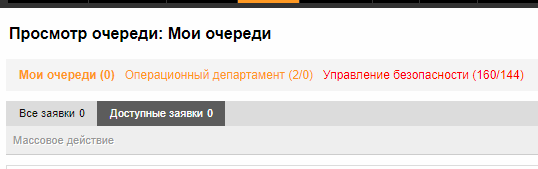 Просмотр очереди: Мои очереди
Мои очереди (0) Операционный департамент (2/0) Управление безопасности (160/144)
Все заявки 0 Доступные заявки 0
Массовое действие